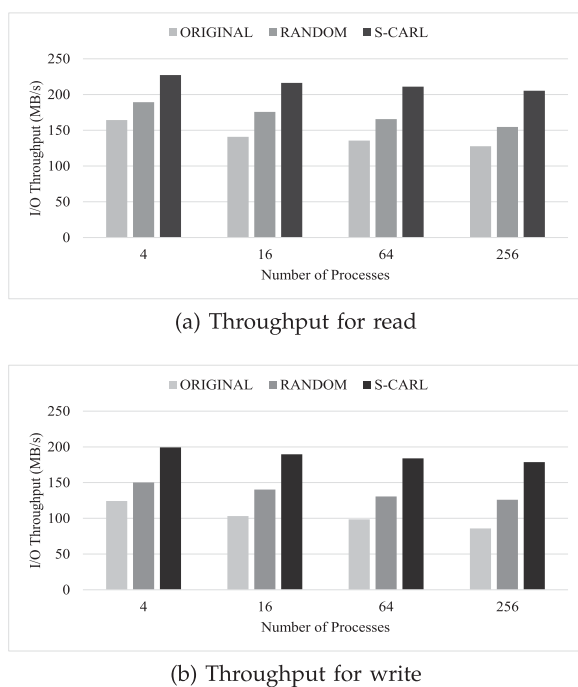 ORIGINAL RANDOM S-CARL
250
200
150
100
50
0
I/O Throughput (MB/s)
4 16 64 256
Number of Processes
(a) Throughput for read
ORIGINAL RANDOM S-CARL
250
200
150
100
50
0
I/O Throughput (MB/s)
4 16 64 256
Number of Processes
(b) Throughput for write